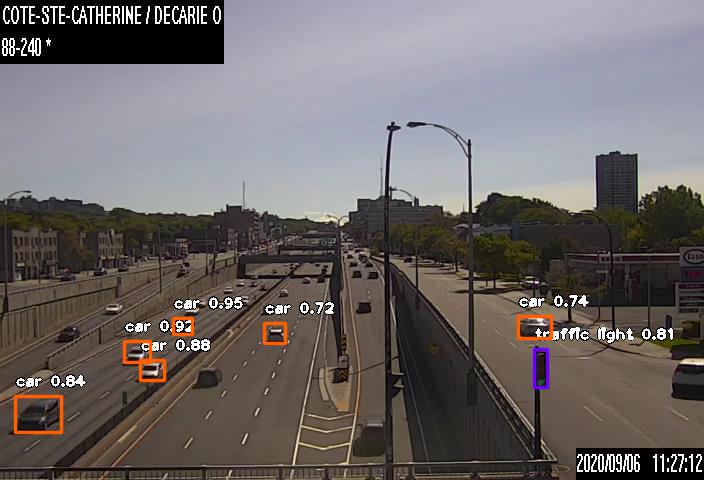 COTE-STE-CATHERINE / DECARIE O
88-240 *
car 0.95
car 0.72
car 0.74
car 0.92
traffic light 0.81
car 0.88
car 0.84
Esso
2020/09/06 11:27:12